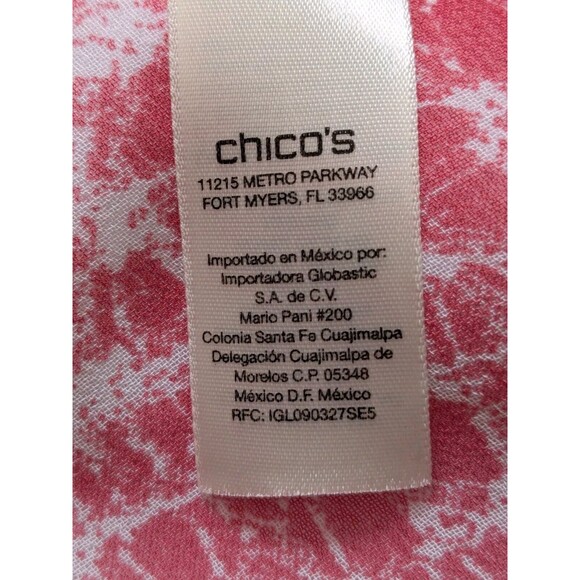 chico's
11215 METRO PARKWAY
FORT MYERS, FL 33966
Importado en México por:
Importadora Globastic
S.A. de C.V.
Mario Pani #200
Colonia Santa Fe Cuajimalpa
Delegación Cuajimalpa de
Morelos C.P. 05348
México D.F. México
RFC: IGL090327SE5